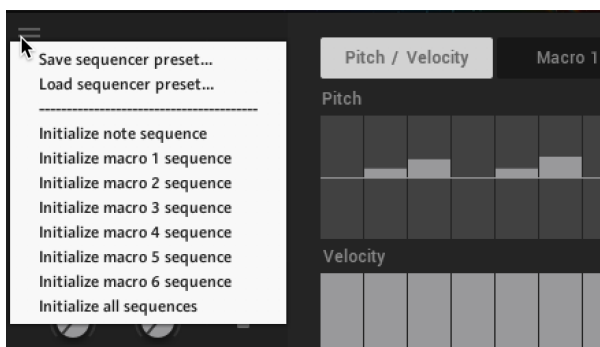 Save sequencer preset...
Load sequencer preset...
----------------------------------------
Initialize note sequence
Initialize macro 1 sequence
Initialize macro 2 sequence
Initialize macro 3 sequence
Initialize macro 4 sequence
Initialize macro 5 sequence
Initialize macro 6 sequence
Initialize all sequences
Pitch / Velocity
Macro 1
Pitch
Velocity